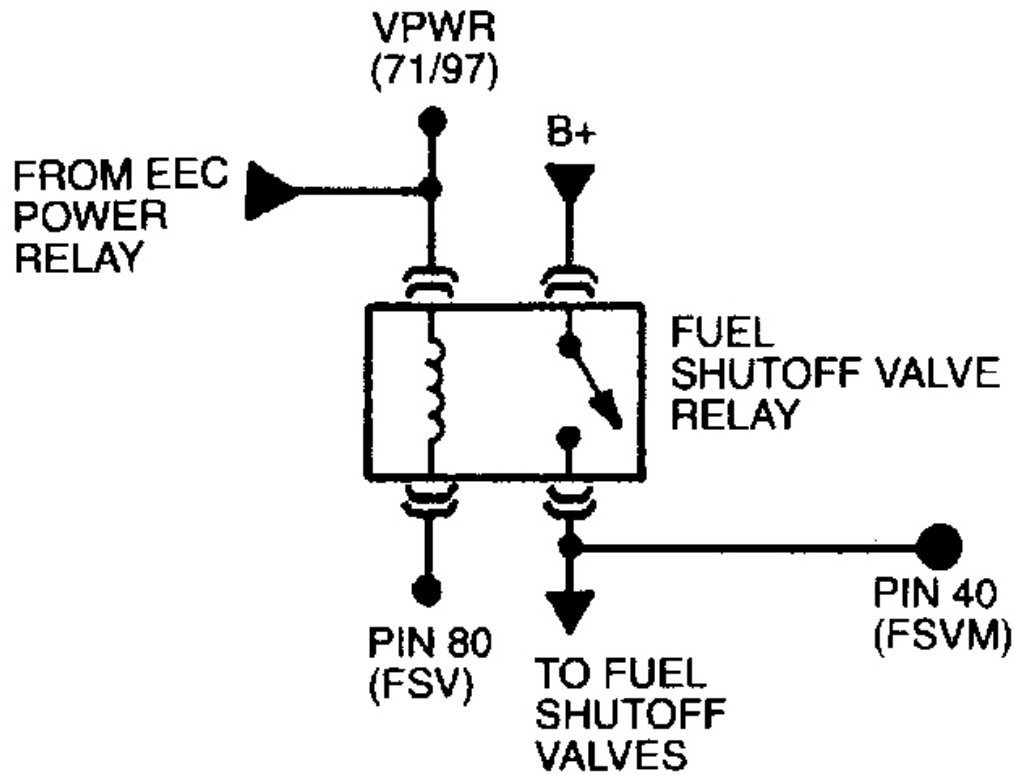 VPWR
(71/97)
B+
FROM EEC
POWER
RELAY
FUEL
SHUTOFF VALVE
RELAY
PIN 80
(FSV)
TO FUEL
SHUTOFF
VALVES
PIN 40
(FSVM)